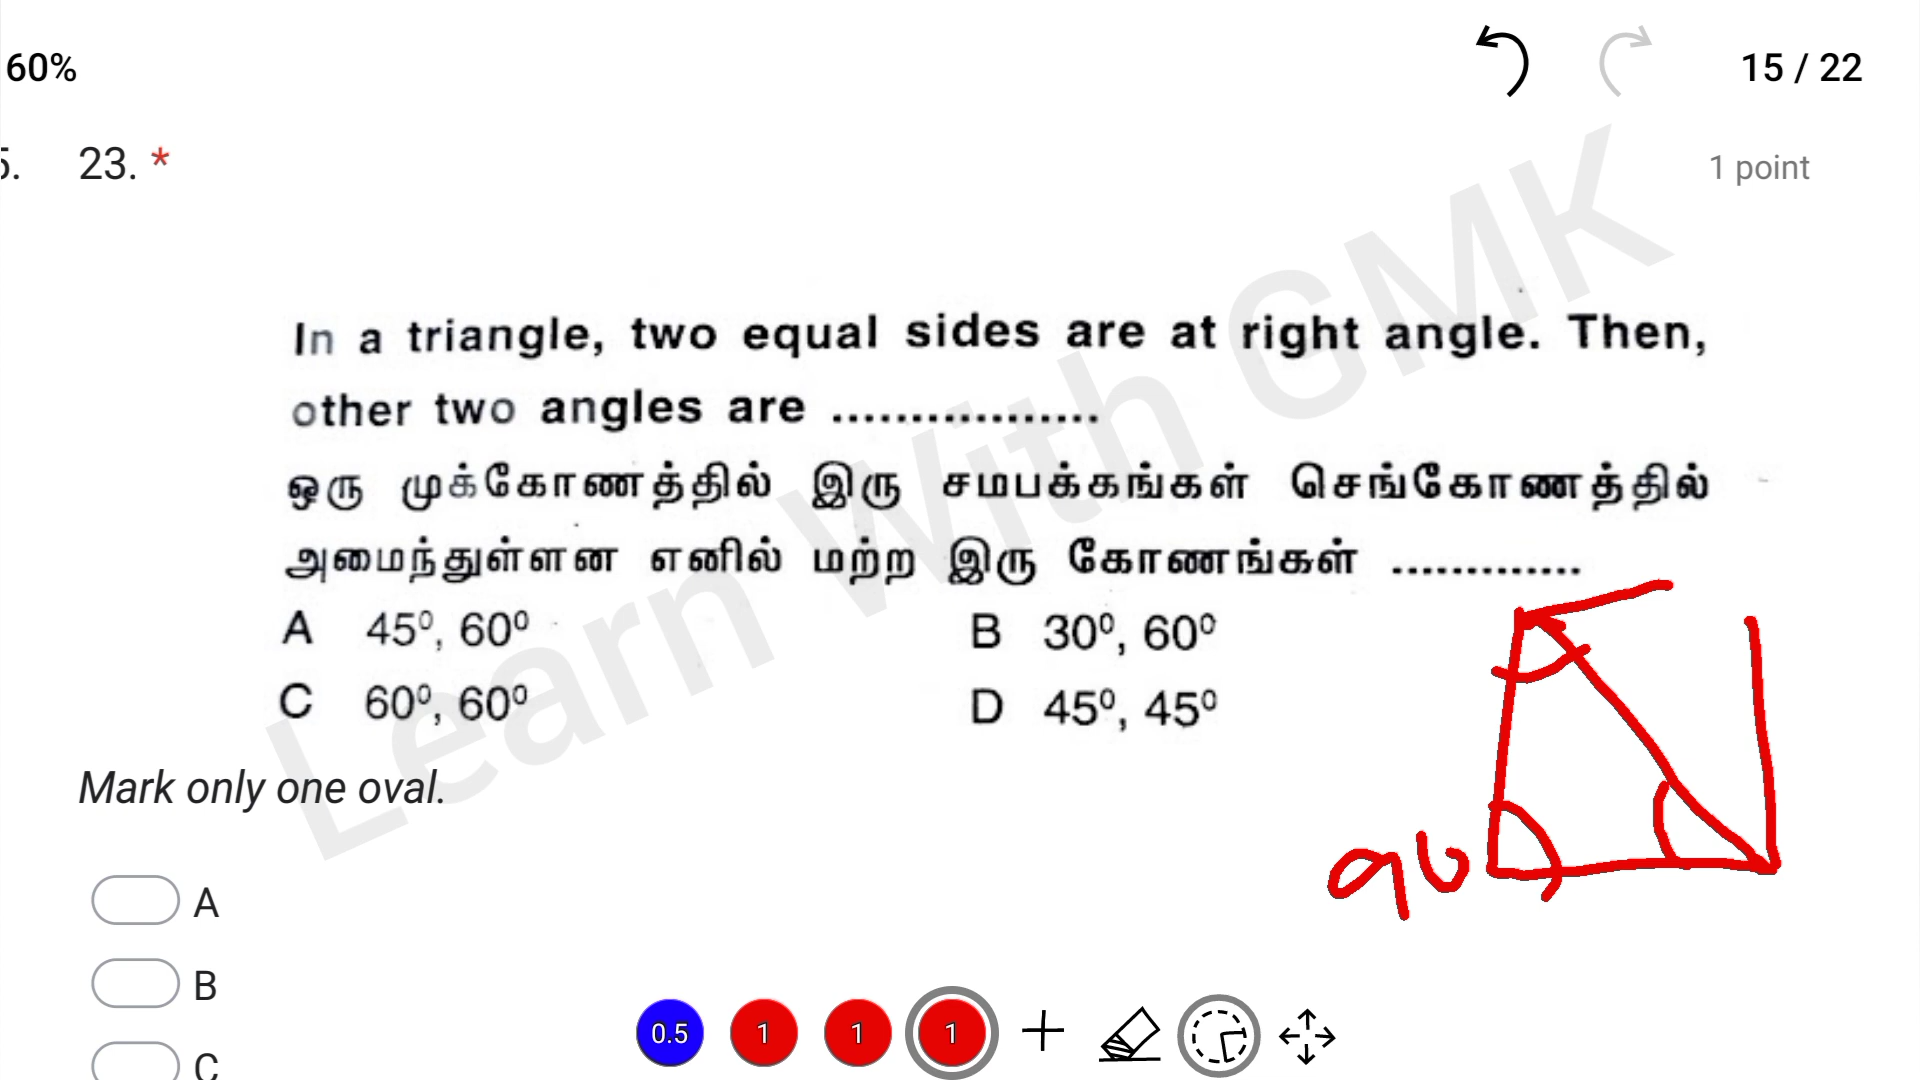 60%
15 / 22
5. 23. *
1 point
In a triangle, two equal sides are at right angle. Then,
other two angles are .................
ஒரு முக்கோணத்தில் இரு சமபக்கங்கள் செங்கோணத்தில்
அமைந்துள்ளன எனில் மற்ற இரு கோணங்கள் .............
A 45⁰, 60⁰ B 30⁰, 60⁰
C 60⁰, 60⁰ D 45⁰, 45⁰
Learn With GMK
Mark only one oval.
90
A
B
C
0.5 1 1 1